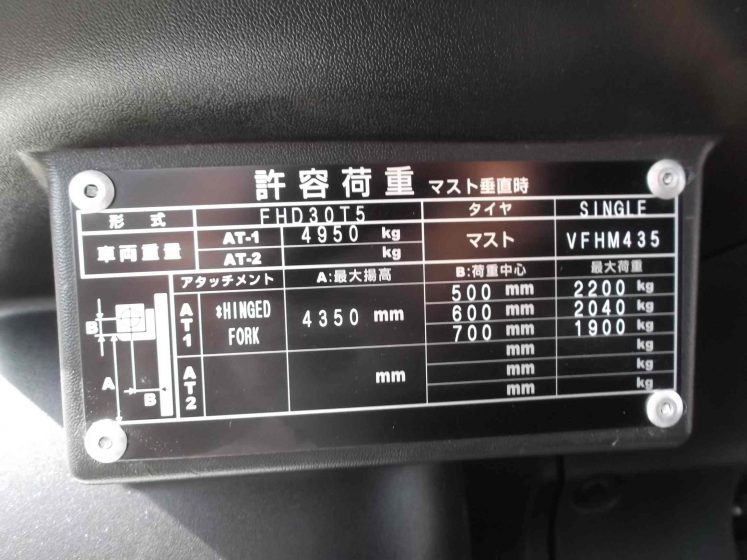 許容荷重 マスト垂直時
形式 FHD30T5 タイヤ SINGLE
車両重量 AT-1 4950 kg マスト VFHM435
AT-2 kg
アタッチメント A:最大揚高 B:荷重中心 最大荷重
AT1 *HINGED FORK 4350 mm 500 mm 2200 kg
600 mm 2040 kg
700 mm 1900 kg
mm kg
AT2 mm mm kg
mm kg
B
A
B